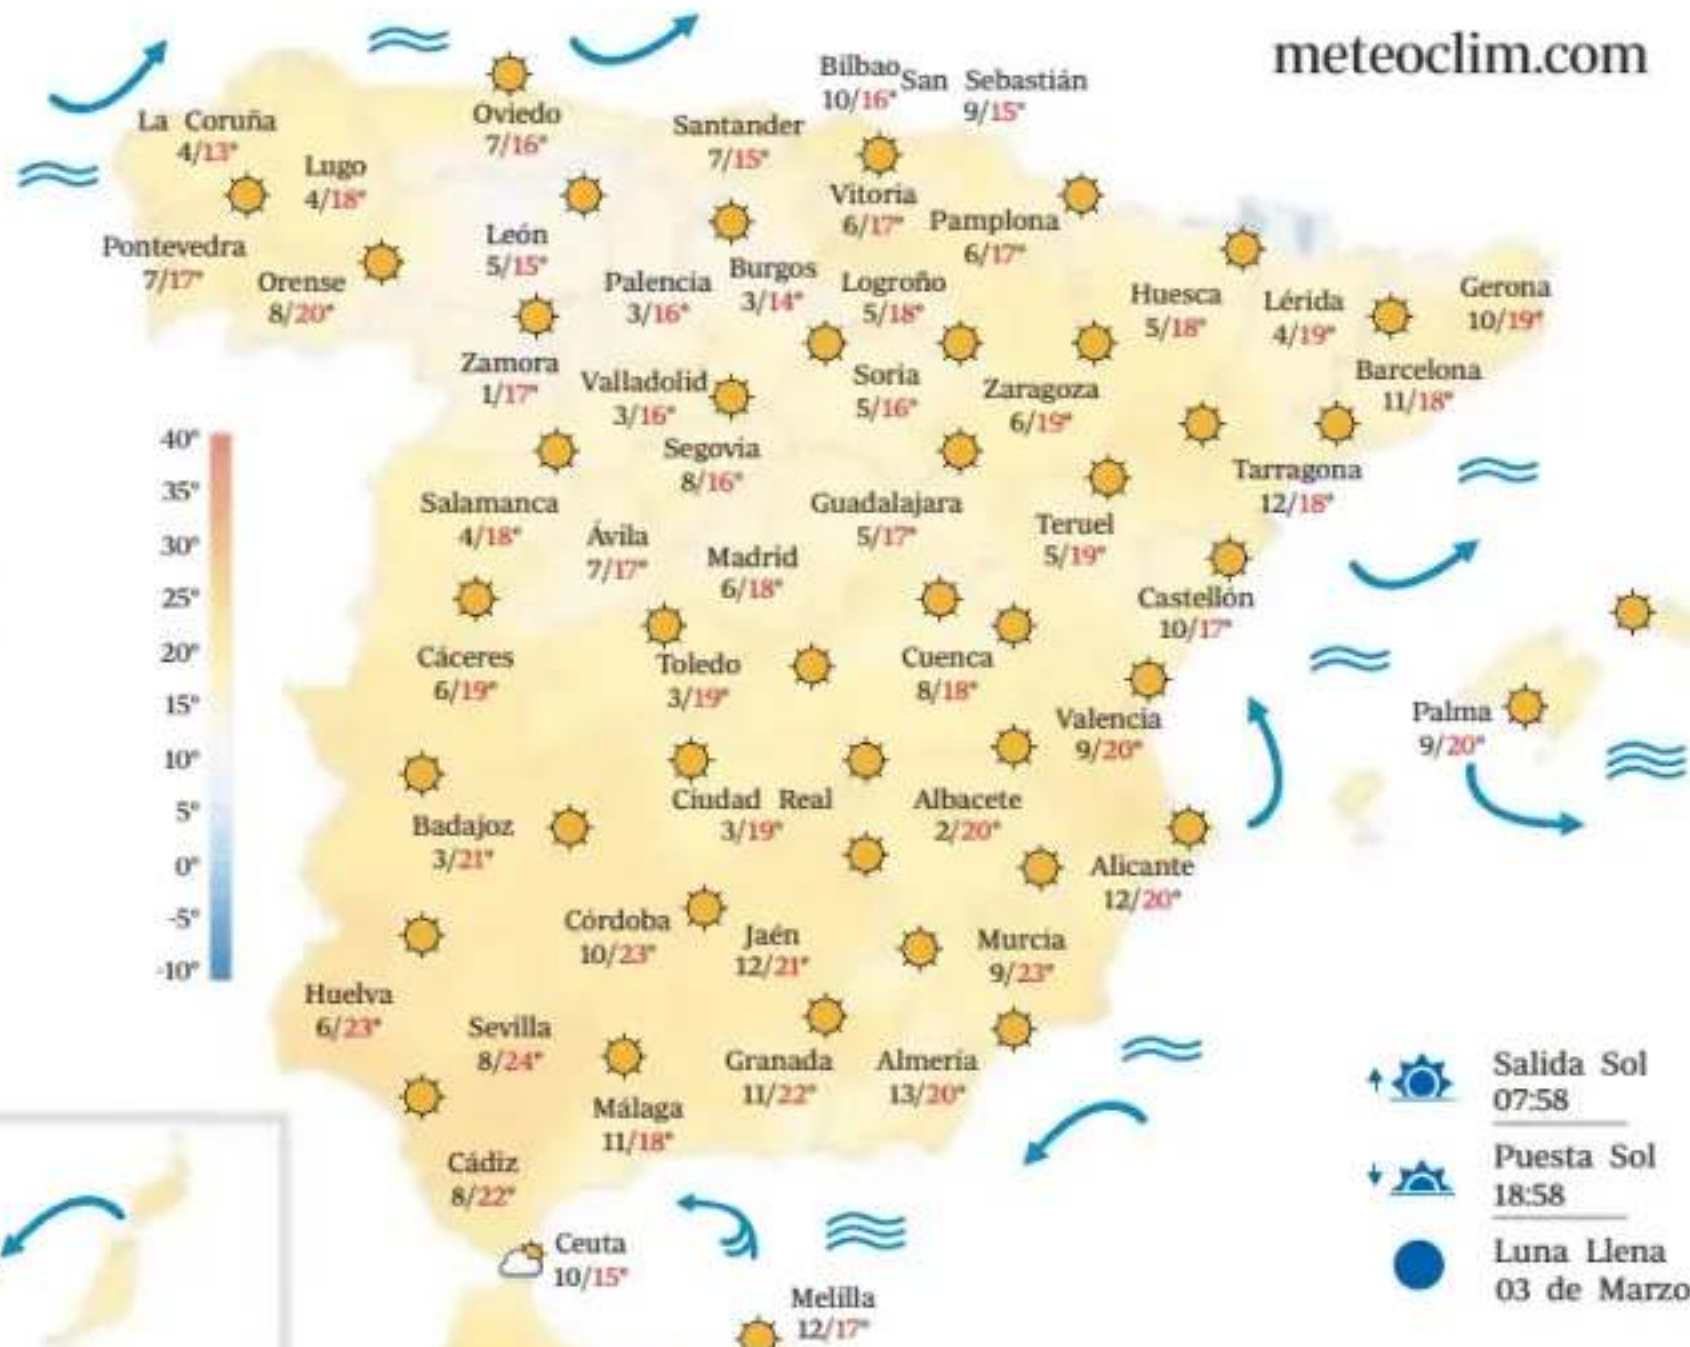 meteoclim.com
Bilbao
10/16°
San Sebastián
9/15°
La Coruña
4/13°
Oviedo
7/16°
Santander
7/15°
Lugo
4/18°
Vitoria
6/17°
Pamplona
6/17°
Pontevedra
7/17°
Orense
8/20°
León
5/15°
Palencia
3/16°
Burgos
3/14°
Logroño
5/18°
Huesca
5/18°
Lérida
4/19°
Gerona
10/19°
Zamora
1/17°
Valladolid
3/16°
Soria
5/16°
Zaragoza
6/19°
Barcelona
11/18°
Segovia
8/16°
Tarragona
12/18°
Salamanca
4/18°
Ávila
7/17°
Madrid
6/18°
Guadalajara
5/17°
Teruel
5/19°
Castellón
10/17°
Cáceres
6/19°
Toledo
3/19°
Cuenca
8/18°
Valencia
9/20°
Palma
9/20°
Badajoz
3/21°
Ciudad Real
3/19°
Albacete
2/20°
Alicante
12/20°
Córdoba
10/23°
Jaén
12/21°
Murcia
9/23°
Huelva
6/23°
Sevilla
8/24°
Granada
11/22°
Almería
13/20°
Málaga
11/18°
Cádiz
8/22°
Ceuta
10/15°
Melilla
12/17°
40°
35°
30°
25°
20°
15°
10°
5°
0°
-5°
-10°
Salida Sol
07:58
Puesta Sol
18:58
Luna Llena
03 de Marzo